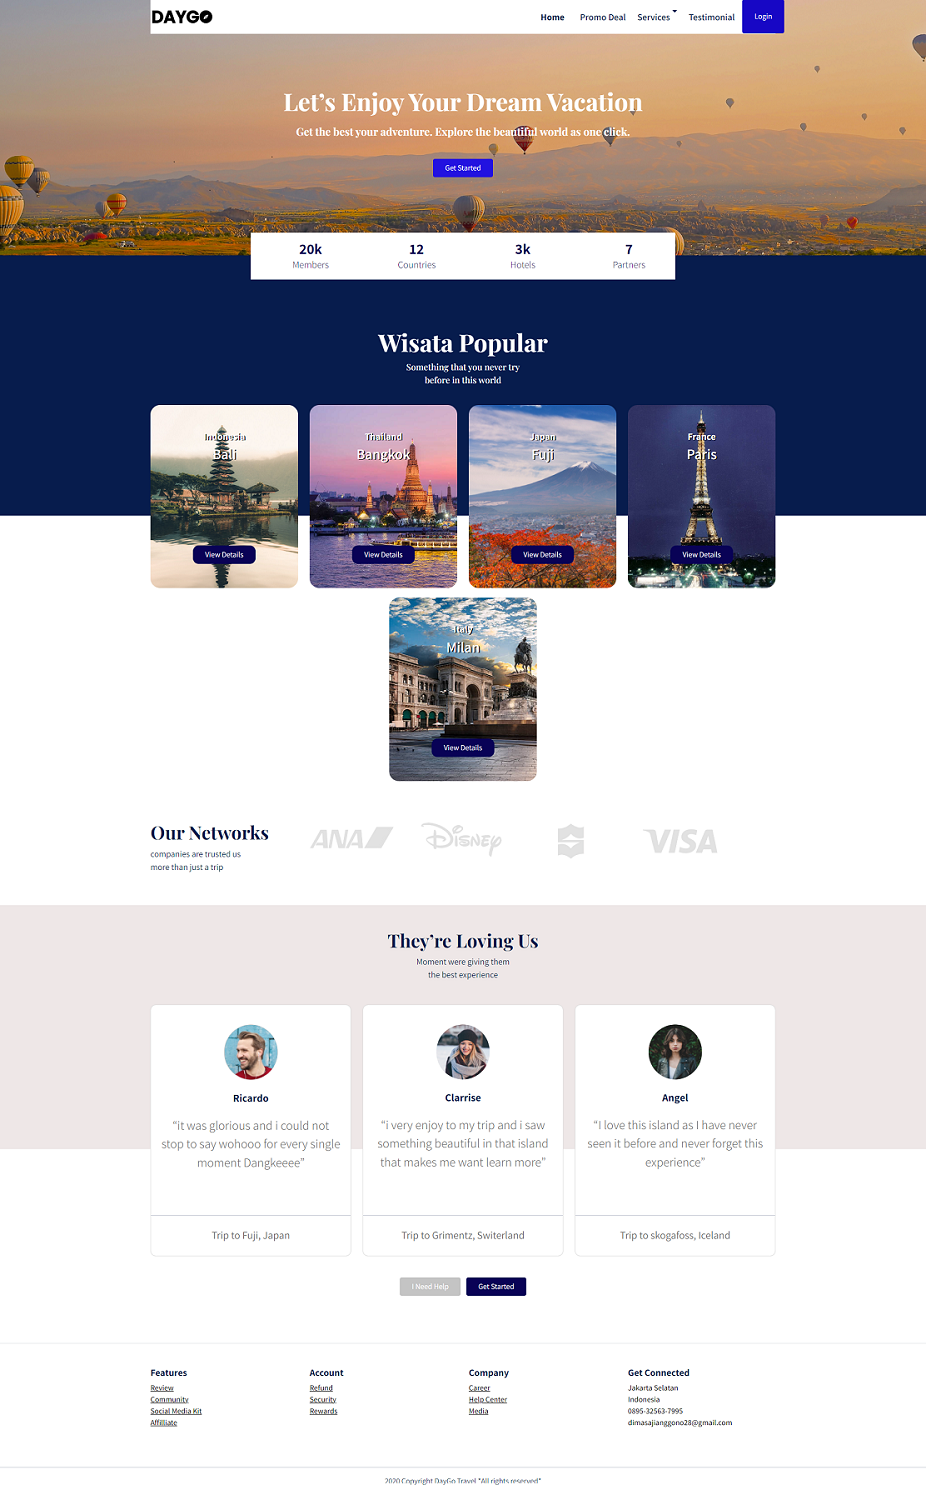 DAYGO
Home Promo Deal Services Testimonial Login
Let's Enjoy Your Dream Vacation
Get the best your adventure. Explore the beautiful world as one click.
Get Started
20k 12 3k 7
Members Countries Hotels Partners
Wisata Popular
Something that you never try
before in this world
Indonesia Thailand Japan France
Bali Bangkok Fuji Paris
View Details View Details View Details View Details
Italy
Milan
View Details
Our Networks
companies are trusted us
more than just a trip
ANA Disney VISA
They're Loving Us
Moment were giving them
the best experience
Ricardo
“it was glorious and i could not
stop to say wohooo for every single
moment Dangkeeee”
Trip to Fuji, Japan
Clarrise
“i very enjoy to my trip and i saw
something beautiful in that island
that makes me want learn more”
Trip to Grimentz, Switerland
Angel
“I love this island as I have never
seen it before and never forget this
experience”
Trip to skogafoss, Iceland
I Need Help Get Started
Features
Review
Community
Social Media Kit
Affilliate
Account
Refund
Security
Rewards
Company
Career
Help Center
Media
Get Connected
Jakarta Selatan
Indonesia
0895-32563-7995
dimasajianggono28@gmail.com
2020 Copyright DayGo Travel "All rights reserved"